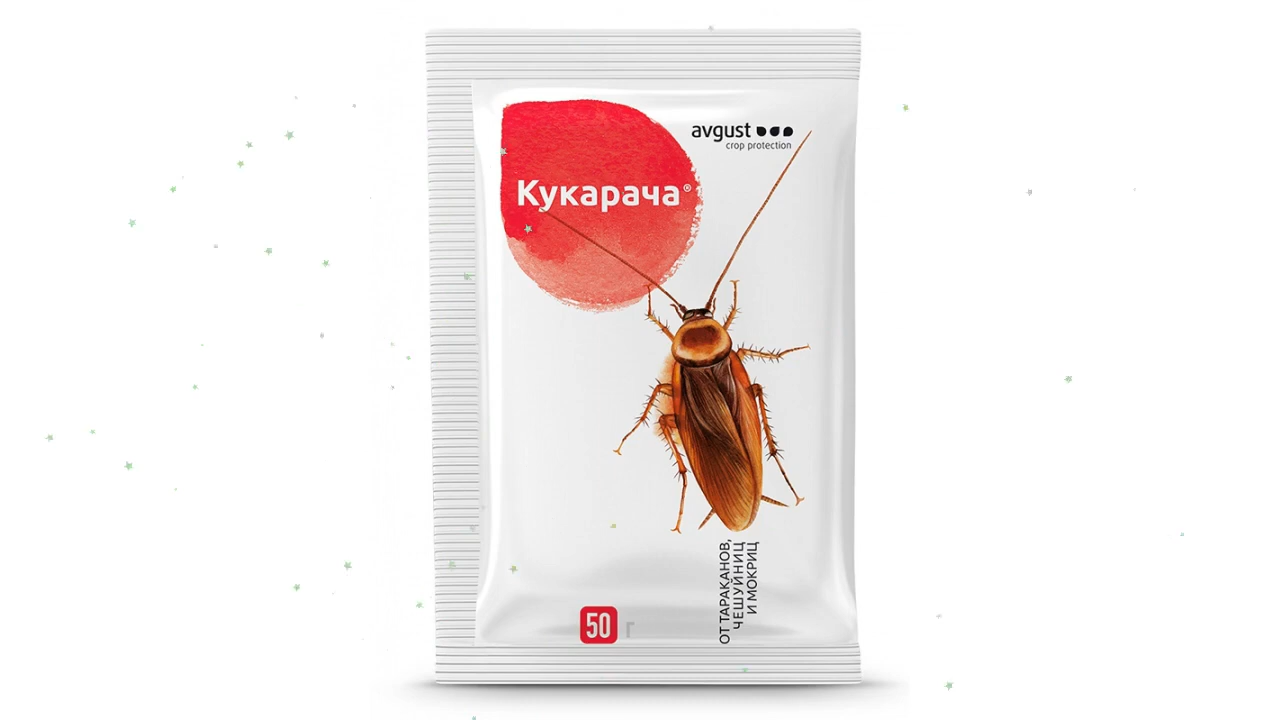 avgust
crop protection
Кукарача®
ОТ ТАРАКАНОВ,
ЧЕШУЙНИЦ
И МОКРИЦ
50 г